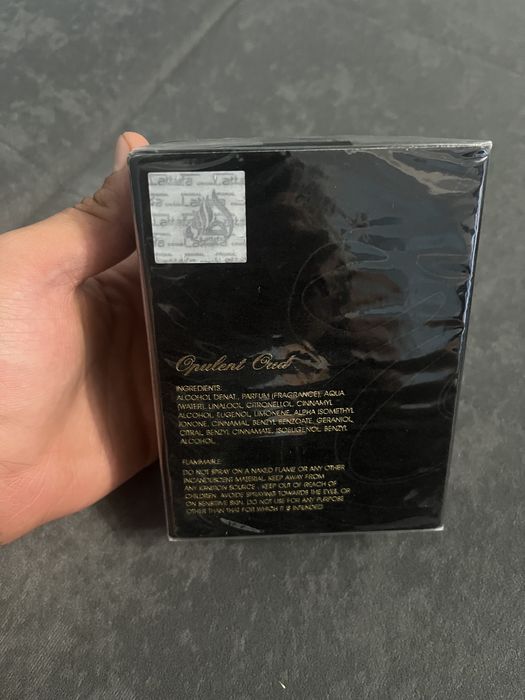 Lattafa
ORIGINAL
Opulent Oud
INGREDIENTS:
ALCOHOL DENAT., PARFUM (FRAGRANCE), AQUA
(WATER), LINALOOL, CITRONELLOL, CINNAMYL
ALCOHOL, EUGENOL, LIMONENE, ALPHA ISOMETHYL
IONONE, CINNAMAL, BENZYL BENZOATE, GERANIOL,
CITRAL, BENZYL CINNAMATE, ISOEUGENOL, BENZYL
ALCOHOL.
FLAMMABLE:
DO NOT SPRAY ON A NAKED FLAME OR ANY OTHER
INCANDESCENT MATERIAL. KEEP AWAY FROM
ANY IGNITION SOURCE . KEEP OUT OF REACH OF
CHILDREN. AVOIDE SPRAYING TOWARDS THE EYES, OR
ON SENSITIVE SKIN. DO NOT USE FOR ANY PURPOSE
OTHER THAN THAT FOR WHICH IT IS INTENDED